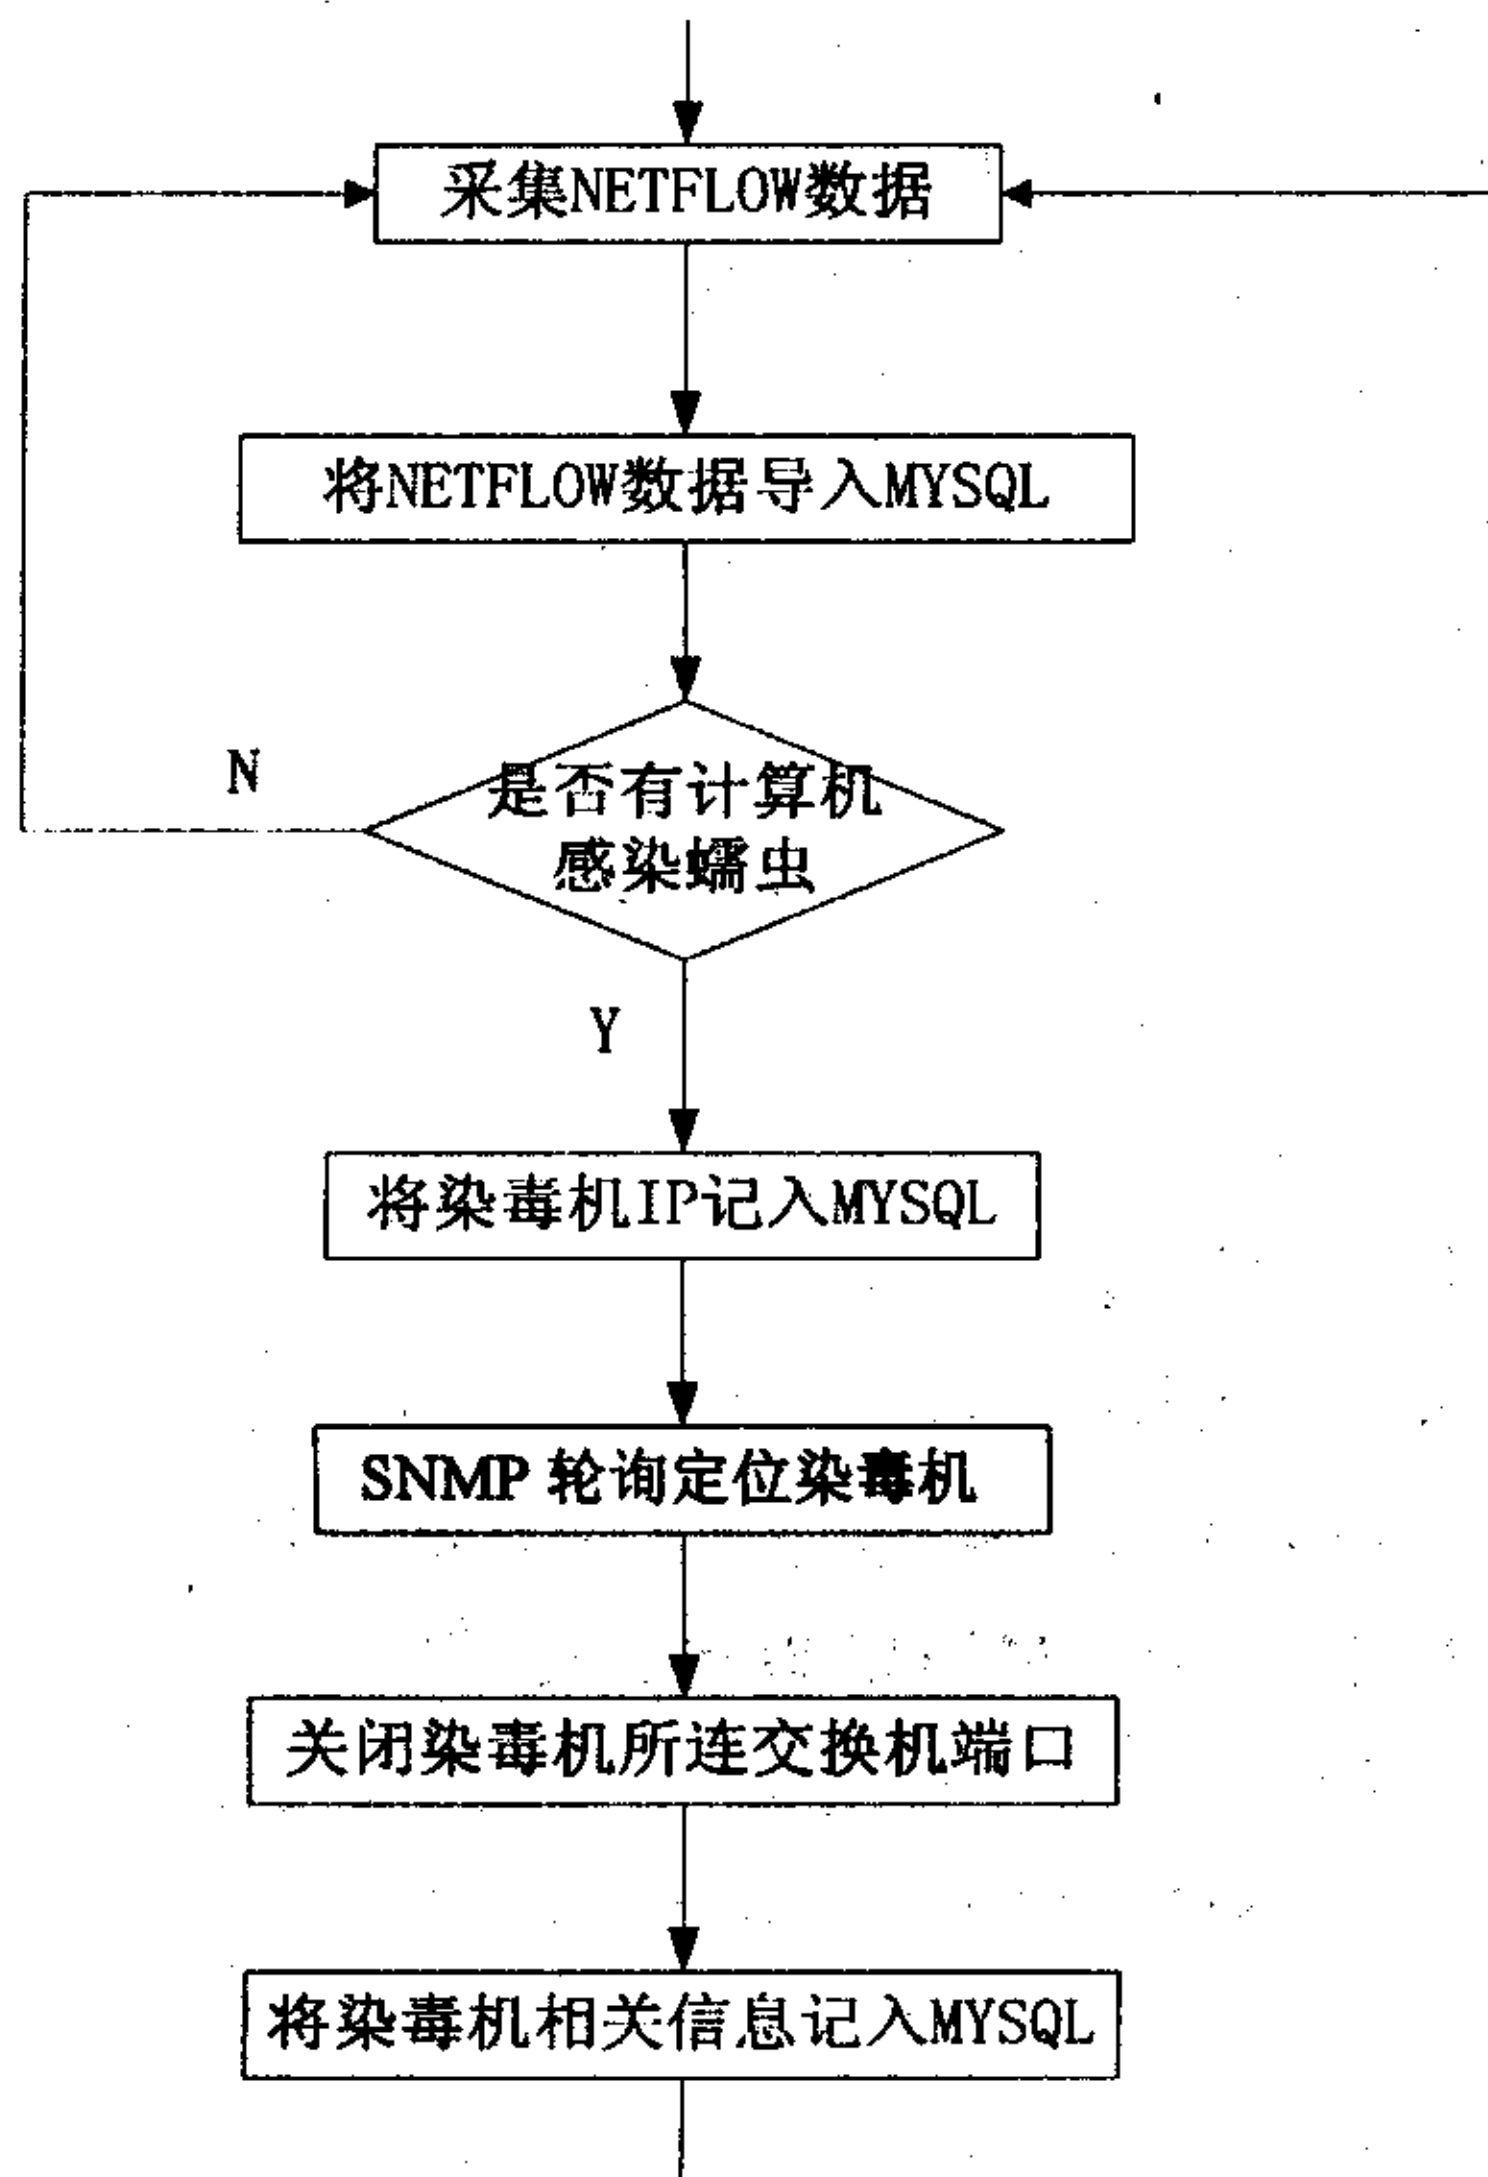 采集NETFLOW数据
将NETFLOW数据导入MYSQL
N
是否有计算机
感染蠕虫
Y
将染毒机IP记入MYSQL
SNMP 轮询定位染毒机
关闭染毒机所连交换机端口
将染毒机相关信息记入MYSQL